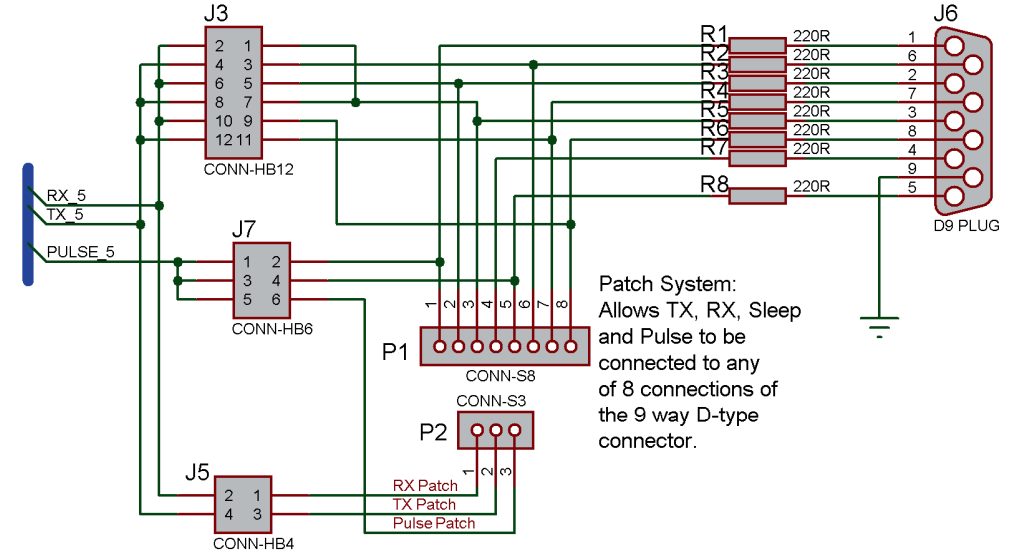 J3
2 1
4 3
6 5
8 7
10 9
12 11
CONN-HB12
RX_5
TX_5
PULSE_5
J7
1 2
3 4
5 6
CONN-HB6
R1 220R
R2 220R
R3 220R
R4 220R
R5 220R
R6 220R
R7 220R
R8 220R
J6
1
6
2
7
3
8
4
9
5
D9 PLUG
1 2 3 4 5 6 7 8
P1
CONN-S8
CONN-S3
P2
1 2 3
J5
2 1
4 3
CONN-HB4
RX Patch
TX Patch
Pulse Patch
Patch System:
Allows TX, RX, Sleep
and Pulse to be
connected to any
of 8 connections of
the 9 way D-type
connector.